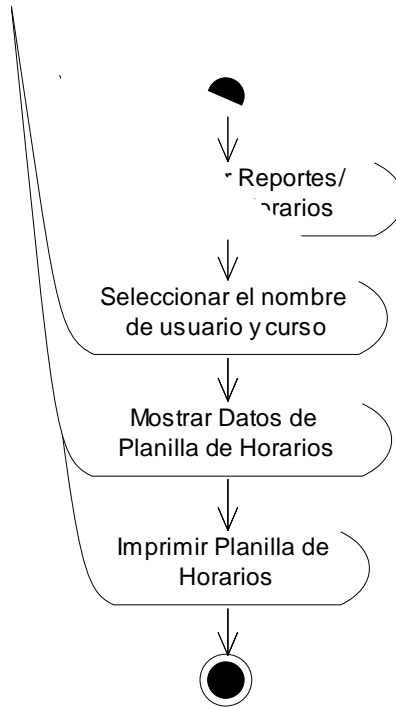 Reportes/
Seleccionar el nombre
de usuario y curso
Mostrar Datos de
Planilla de Horarios
Imprimir Planilla de
Horarios